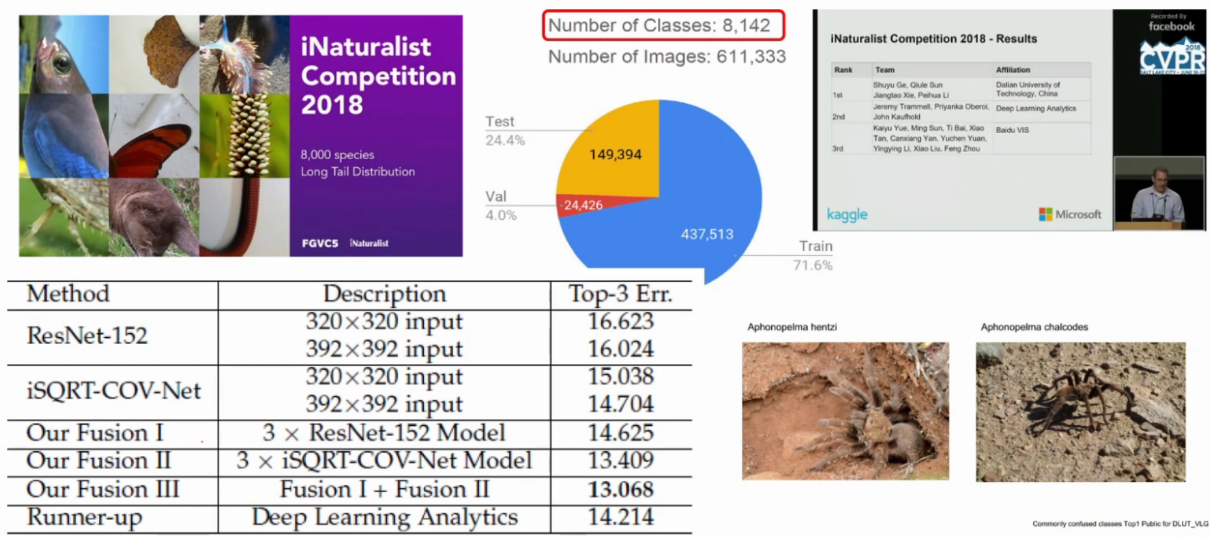 iNaturalist
Competition
2018
8,000 species
Long Tail Distribution
FGVC5 iNaturalist
Number of Classes: 8,142
Number of Images: 611,333
Test
24.4%
149,394
Val
4.0%
24,426
437,513
Train
71.6%
iNaturalist Competition 2018 - Results
Rank Team Affiliation
1st Shuyu Ge, Qiule Sun Dalian University of
Jiangtao Xie, Peihua Li Technology, China
2nd Jeremy Trammell, Priyanka Oberoi, Deep Learning Analytics
John Kaufhold
3rd Kaiyu Yue, Ming Sun, Ti Bai, Xiao Baidu VIS
Tan, Canxiang Yan, Yuchen Yuan,
Yingying Li, Xiao Liu, Feng Zhou
kaggle Microsoft
Recorded By
facebook
2018
CVPR
SALT LAKE CITY • JUNE 18-22
Method Description Top-3 Err.
ResNet-152 320×320 input 16.623
392×392 input 16.024
iSQRT-COV-Net 320×320 input 15.038
392×392 input 14.704
Our Fusion I 3 × ResNet-152 Model 14.625
Our Fusion II 3 × iSQRT-COV-Net Model 13.409
Our Fusion III Fusion I + Fusion II 13.068
Runner-up Deep Learning Analytics 14.214
Aphonopelma hentzi
Aphonopelma chalcodes
Commonly confused classes Top1 Public for DLUT_VLG